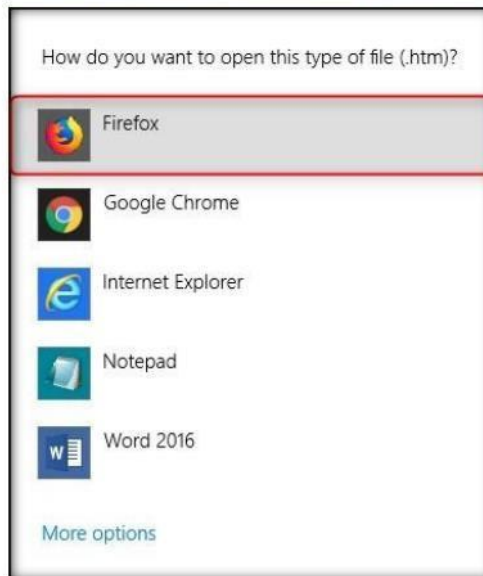 How do you want to open this type of file (.htm)?
Firefox
Google Chrome
Internet Explorer
Notepad
Word 2016
More options